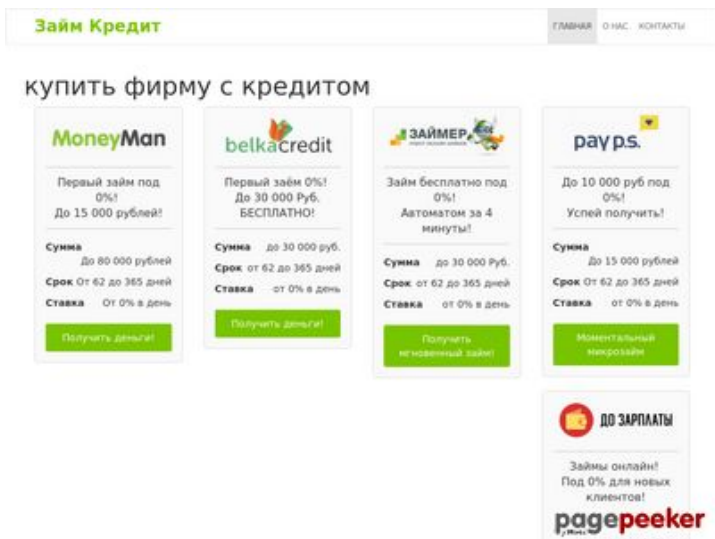 Займ Кредит
ГЛАВНАЯ О НАС КОНТАКТЫ
купить фирму с кредитом
MoneyMan
Первый займ под
0%!
До 15 000 рублей!
Сумма
До 80 000 рублей
Срок От 62 до 365 дней
Ставка От 0% в день
Получить деньги!
belkacredit
Первый заём 0%!
До 30 000 Руб.
БЕСПЛАТНО!
Сумма до 30 000 руб.
Срок от 62 до 365 дней
Ставка от 0% в день
Получить деньги!
ЗАЙМЕР
Займ бесплатно под
0%!
Автоматом за 4
минуты!
Сумма до 30 000 Руб.
Срок от 62 до 365 дней
Ставка от 0% в день
Получить
мгновенный займ!
pay p.s.
До 10 000 руб под
0%!
Успей получить!
Сумма
До 15 000 рублей
Срок От 62 до 365 дней
Ставка от 0% в день
Моментальный
микрозайм
ДО ЗАРПЛАТЫ
Займы онлайн!
Под 0% для новых
клиентов!
pagepeeker